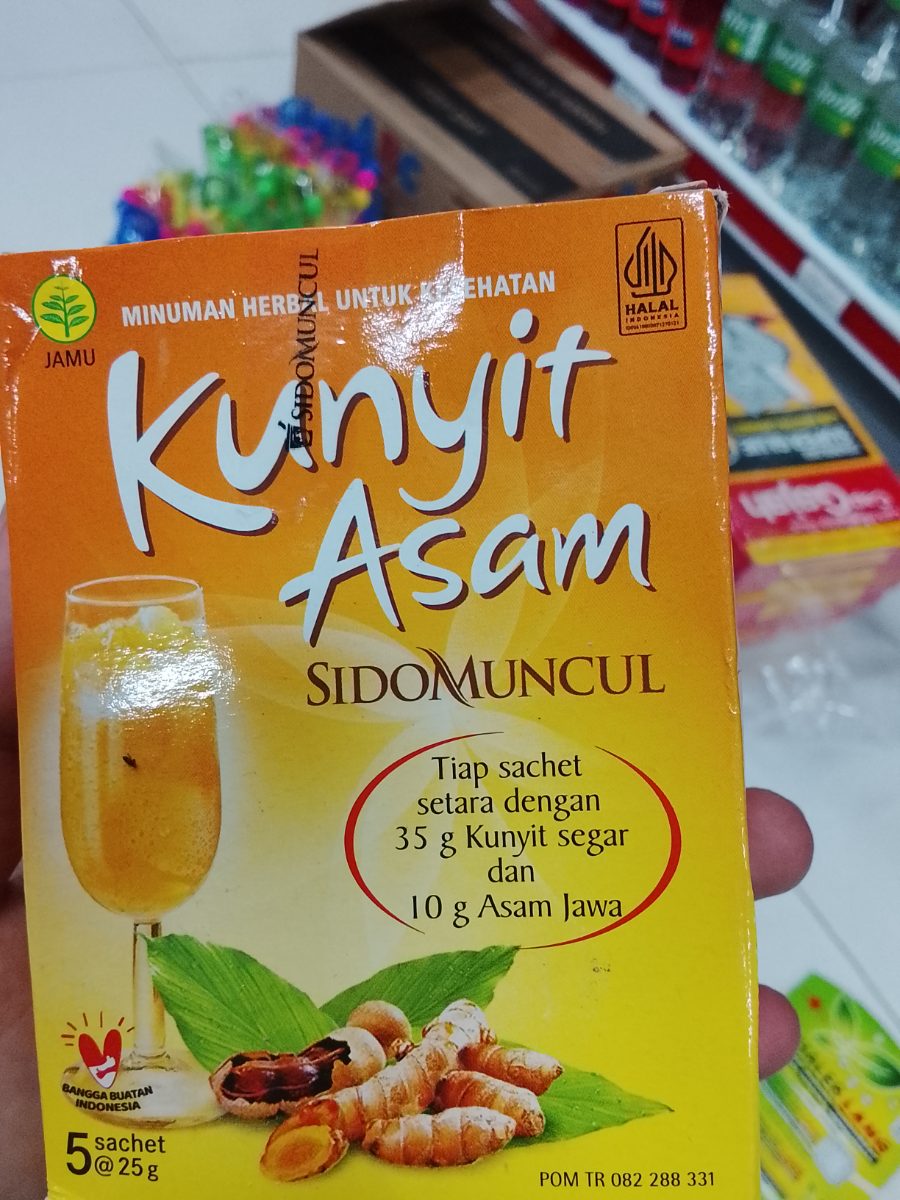 JAMU
MINUMAN HERBAL UNTUK KESEHATAN
HALAL
INDONESIA
SIDOMUNCUL
Kunyit
Asam
SIDOMUNCUL
Tiap sachet
setara dengan
35 g Kunyit segar
dan
10 g Asam Jawa
BANGGA BUATAN
INDONESIA
5 sachet
@ 25 g
POM TR 082 288 331